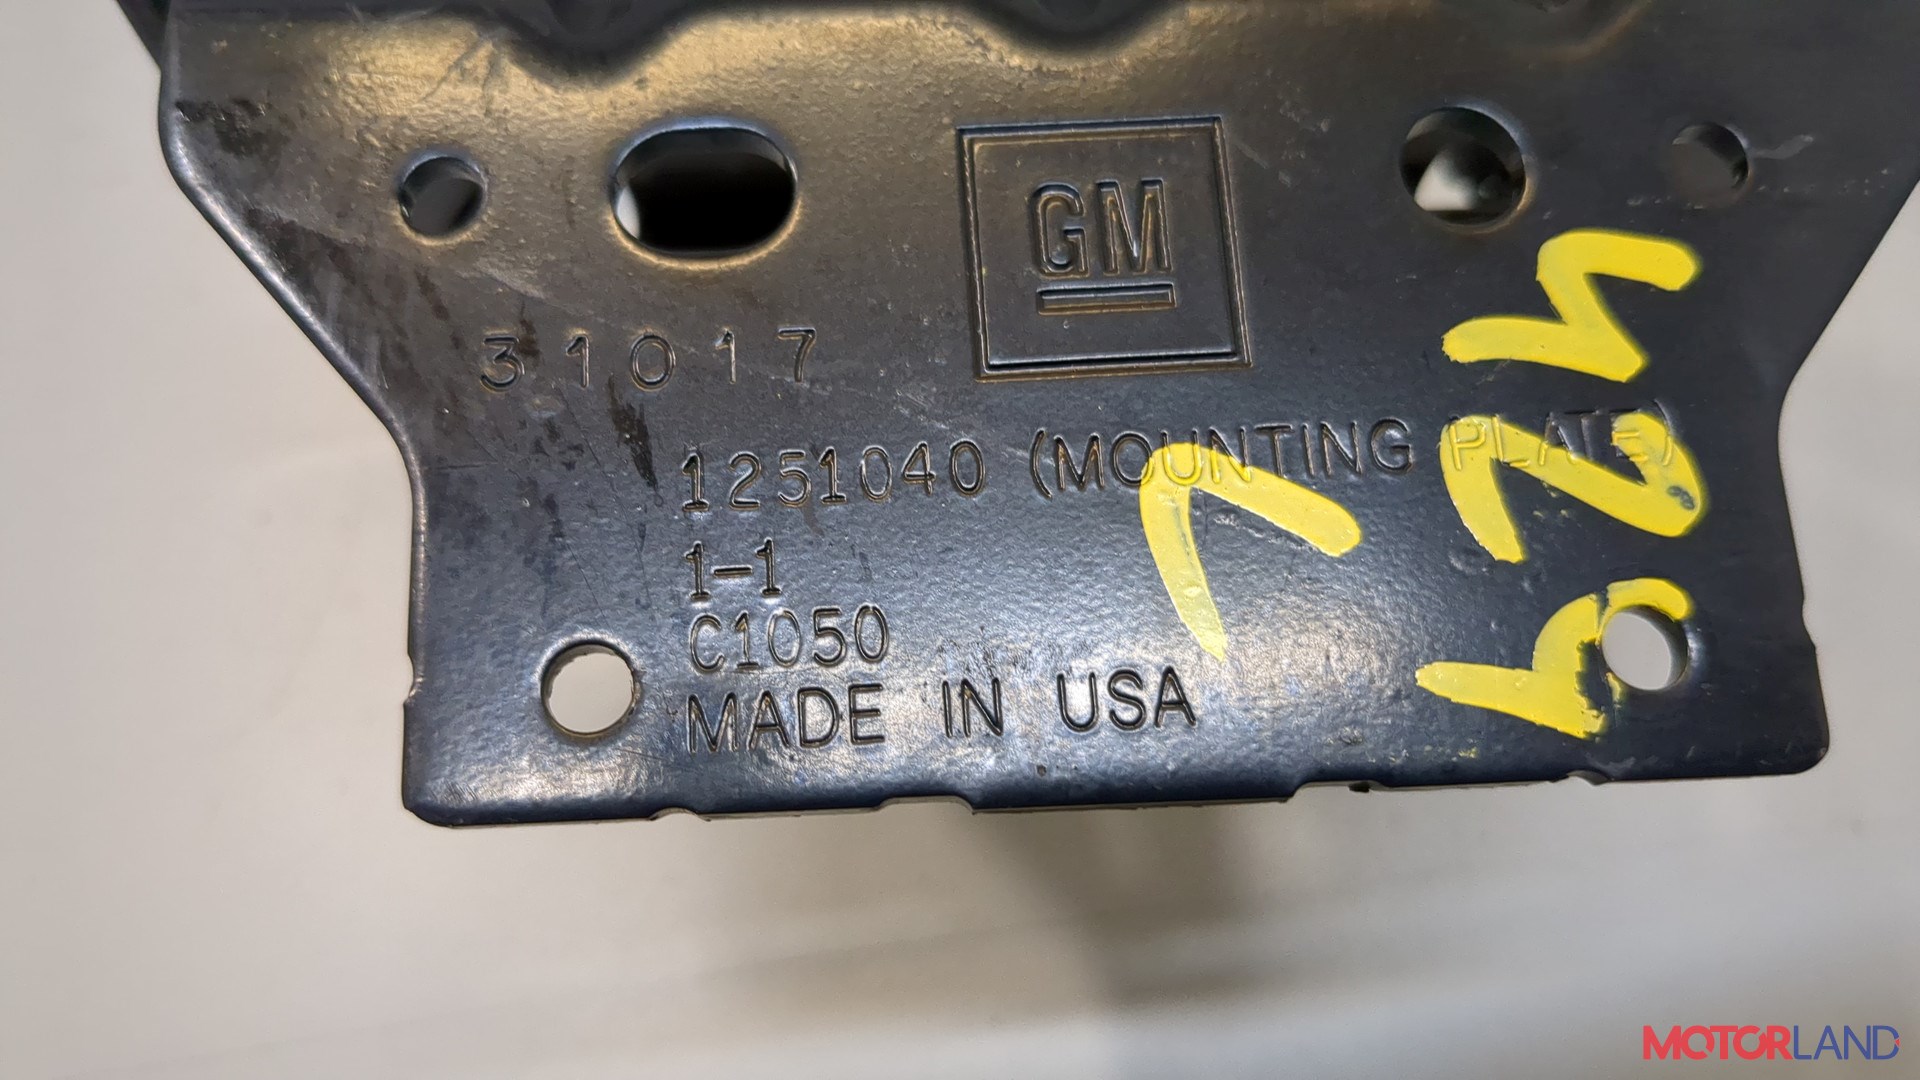 GM
31017
1251040 (MOUNTING PLATE)
1-1
C1050
MADE IN USA
MOTORLAND